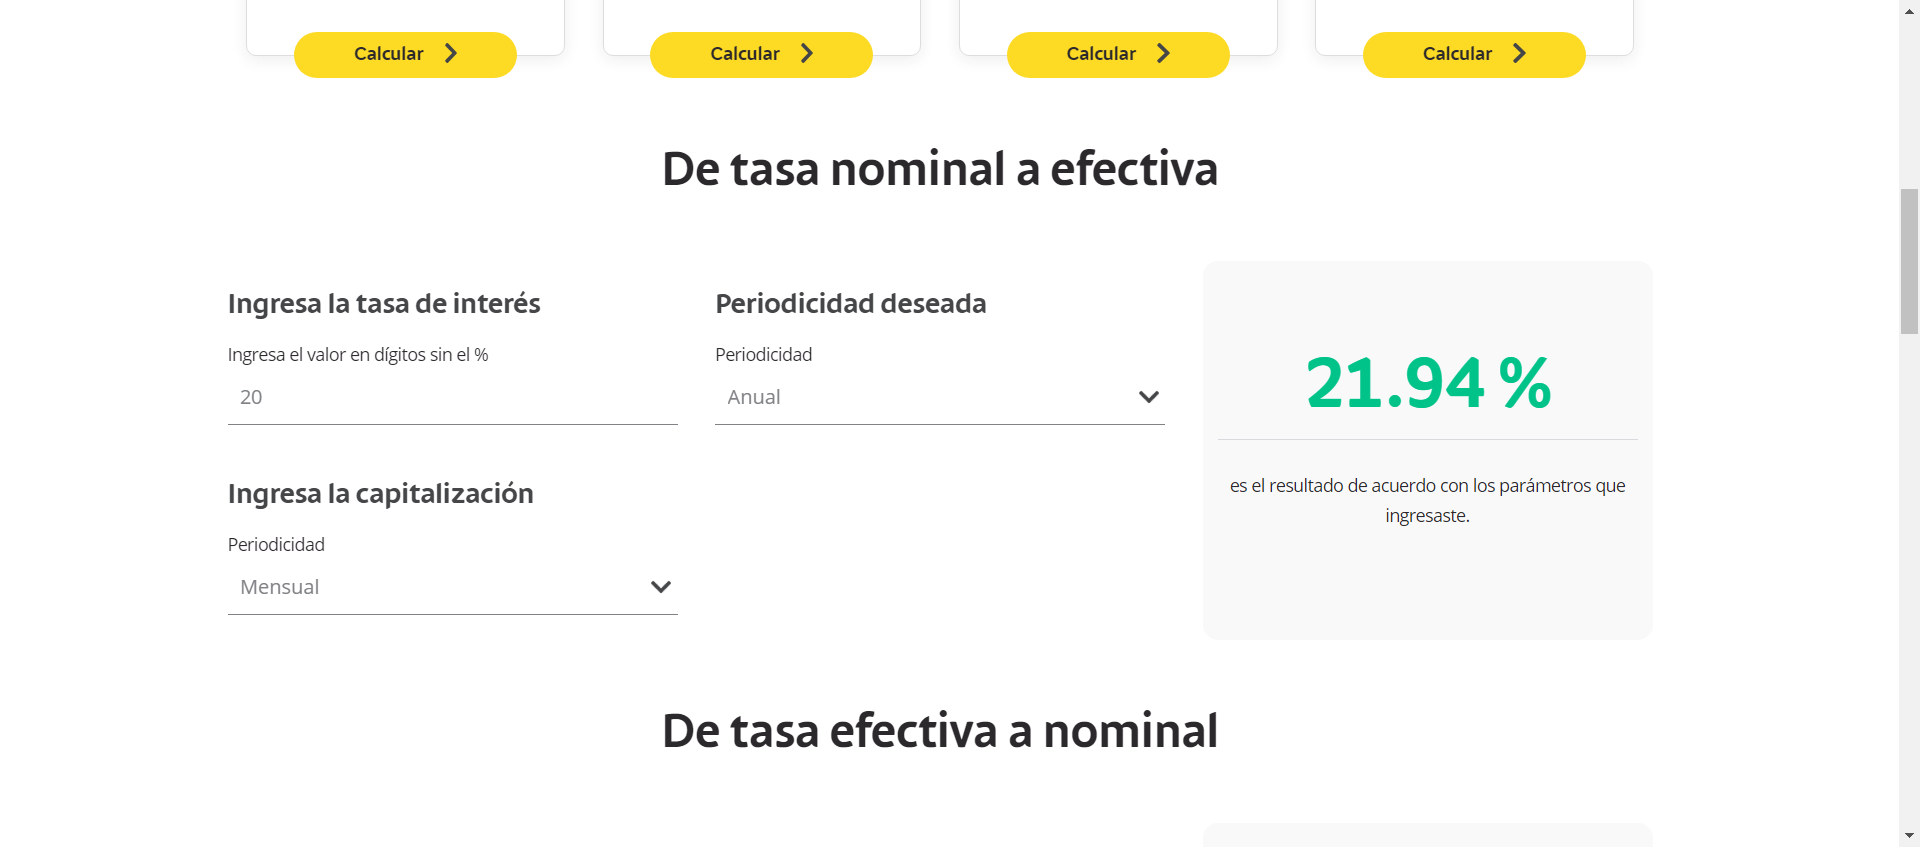 Calcular
Calcular
Calcular
Calcular
De tasa nominal a efectiva
Ingresa la tasa de interés
Ingresa el valor en dígitos sin el %
20
Periodicidad deseada
Periodicidad
Anual
Ingresa la capitalización
Periodicidad
Mensual
21.94 %
es el resultado de acuerdo con los parámetros que
ingresaste.
De tasa efectiva a nominal